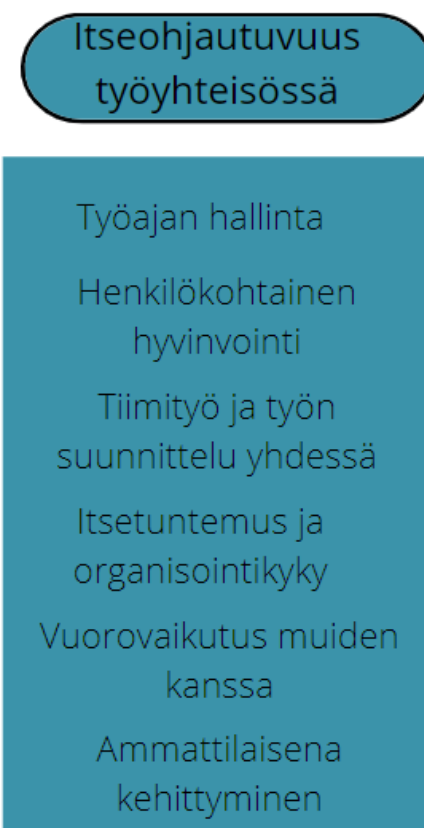 Itseohjautuvuus
työyhteisössä
Työajan hallinta
Henkilökohtainen
hyvinvointi
Tiimityö ja työn
suunnittelu yhdessä
Itsetuntemus ja
organisointikyky
Vuorovaikutus muiden
kanssa
Ammattilaisena
kehittyminen